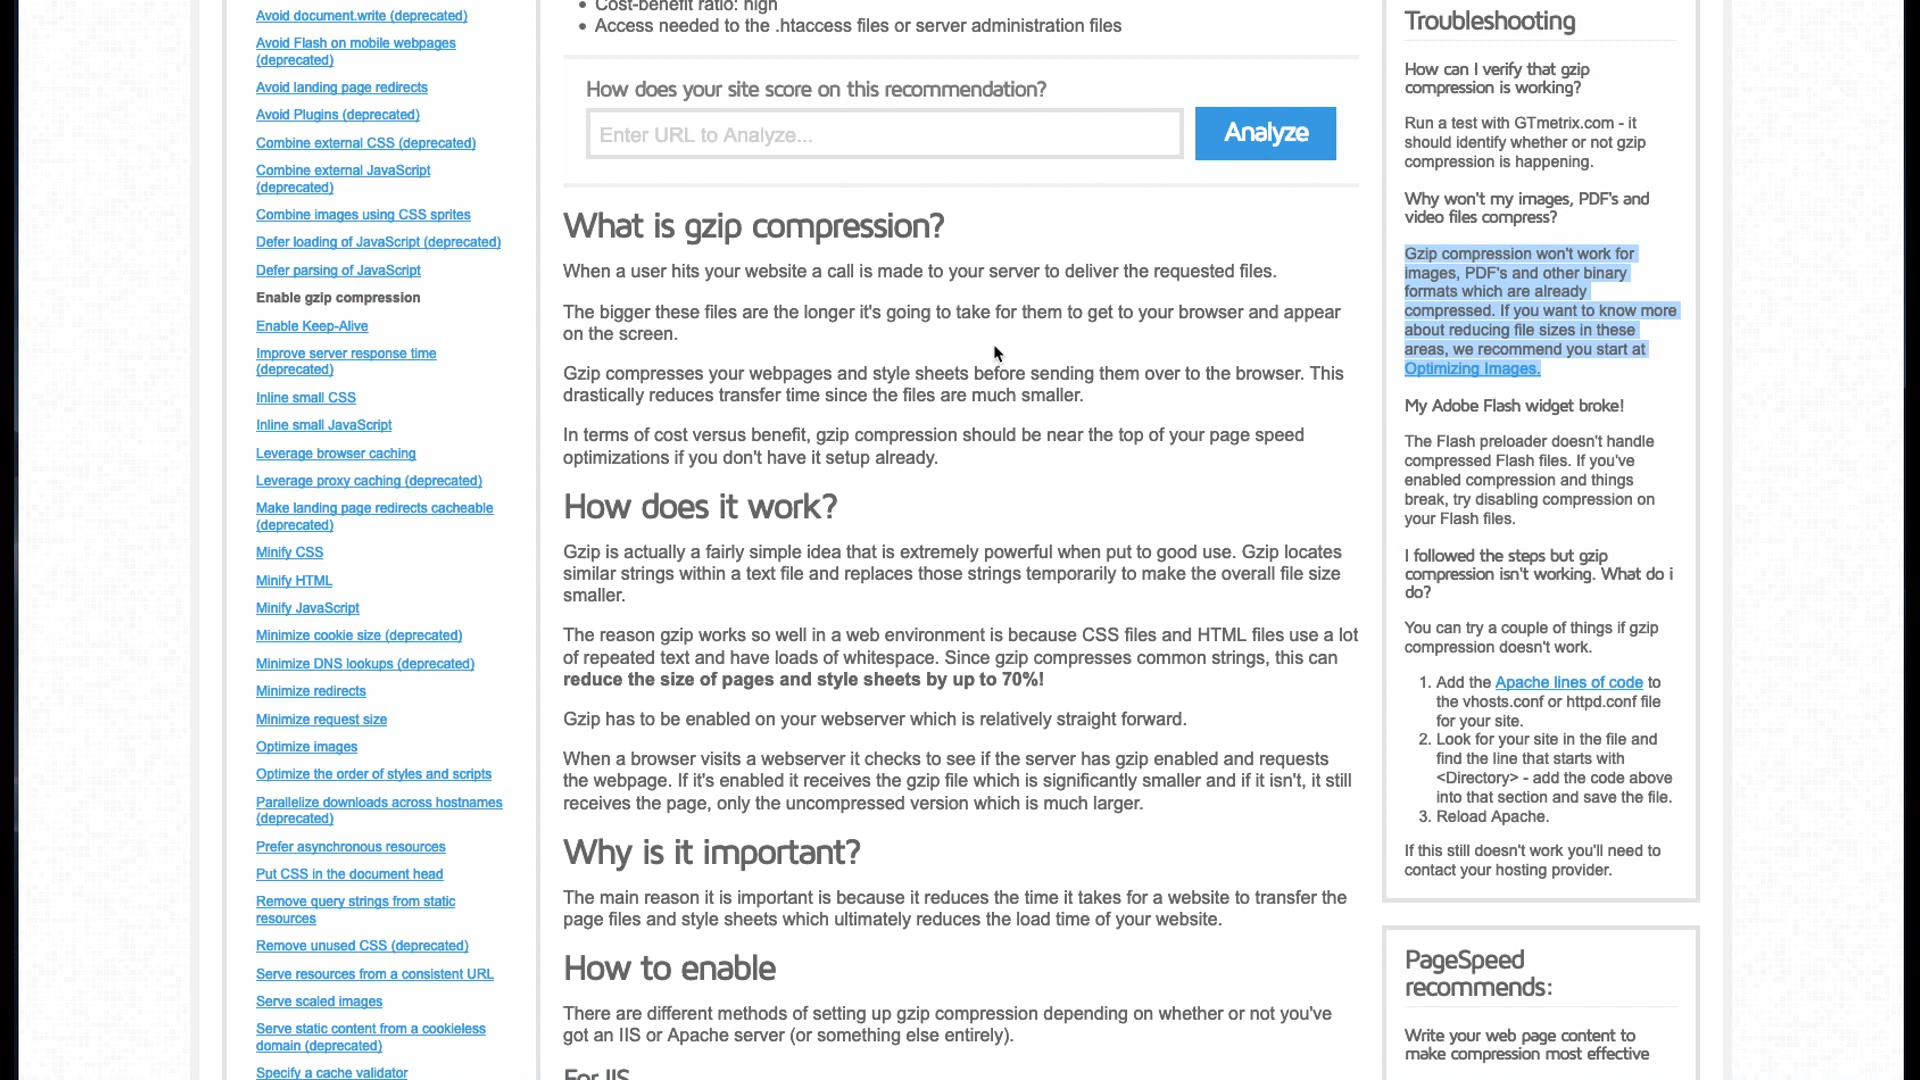 Avoid document.write (deprecated)
Avoid Flash on mobile webpages
(deprecated)
Avoid landing page redirects
Avoid Plugins (deprecated)
Combine external CSS (deprecated)
Combine external JavaScript
(deprecated)
Combine images using CSS sprites
Defer loading of JavaScript (deprecated)
Defer parsing of JavaScript
Enable gzip compression
Enable Keep-Alive
Improve server response time
(deprecated)
Inline small CSS
Inline small JavaScript
Leverage browser caching
Leverage proxy caching (deprecated)
Make landing page redirects cacheable
(deprecated)
Minify CSS
Minify HTML
Minify JavaScript
Minimize cookie size (deprecated)
Minimize DNS lookups (deprecated)
Minimize redirects
Minimize request size
Optimize images
Optimize the order of styles and scripts
Parallelize downloads across hostnames
(deprecated)
Prefer asynchronous resources
Put CSS in the document head
Remove query strings from static
resources
Remove unused CSS (deprecated)
Serve resources from a consistent URL
Serve scaled images
Serve static content from a cookieless
domain (deprecated)
Specify a cache validator
• Cost-benefit ratio: high
• Access needed to the .htaccess files or server administration files
How does your site score on this recommendation?
Enter URL to Analyze...
Analyze
What is gzip compression?
When a user hits your website a call is made to your server to deliver the requested files.
The bigger these files are the longer it's going to take for them to get to your browser and appear
on the screen.
Gzip compresses your webpages and style sheets before sending them over to the browser. This
drastically reduces transfer time since the files are much smaller.
In terms of cost versus benefit, gzip compression should be near the top of your page speed
optimizations if you don't have it setup already.
How does it work?
Gzip is actually a fairly simple idea that is extremely powerful when put to good use. Gzip locates
similar strings within a text file and replaces those strings temporarily to make the overall file size
smaller.
The reason gzip works so well in a web environment is because CSS files and HTML files use a lot
of repeated text and have loads of whitespace. Since gzip compresses common strings, this can
reduce the size of pages and style sheets by up to 70%!
Gzip has to be enabled on your webserver which is relatively straight forward.
When a browser visits a webserver it checks to see if the server has gzip enabled and requests
the webpage. If it's enabled it receives the gzip file which is significantly smaller and if it isn't, it still
receives the page, only the uncompressed version which is much larger.
Why is it important?
The main reason it is important is because it reduces the time it takes for a website to transfer the
page files and style sheets which ultimately reduces the load time of your website.
How to enable
There are different methods of setting up gzip compression depending on whether or not you've
got an IIS or Apache server (or something else entirely).
For IIS
Troubleshooting
How can I verify that gzip
compression is working?
Run a test with GTmetrix.com - it
should identify whether or not gzip
compression is happening.
Why won't my images, PDF's and
video files compress?
Gzip compression won't work for
images, PDF's and other binary
formats which are already
compressed. If you want to know more
about reducing file sizes in these
areas, we recommend you start at
Optimizing Images.
My Adobe Flash widget broke!
The Flash preloader doesn't handle
compressed Flash files. If you've
enabled compression and things
break, try disabling compression on
your Flash files.
I followed the steps but gzip
compression isn't working. What do i
do?
You can try a couple of things if gzip
compression doesn't work.
1. Add the Apache lines of code to
the vhosts.conf or httpd.conf file
for your site.
2. Look for your site in the file and
find the line that starts with
<Directory> - add the code above
into that section and save the file.
3. Reload Apache.
If this still doesn't work you'll need to
contact your hosting provider.
PageSpeed
recommends:
Write your web page content to
make compression most effective